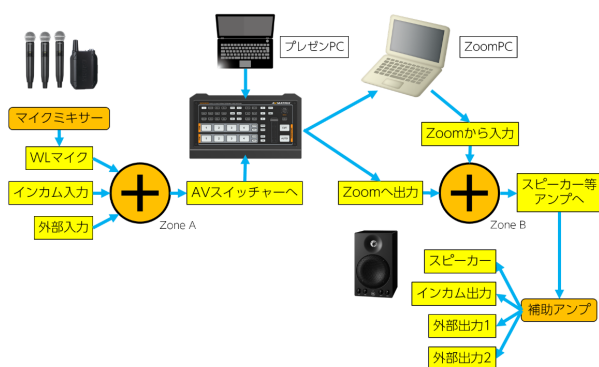 プレゼンPC
ZoomPC
マイクミキサー
WLマイク
インカム入力
外部入力
Zone A
AVスイッチャーへ
Zoomから入力
Zoomへ出力
Zone B
スピーカー等
アンプへ
スピーカー
インカム出力
外部出力1
外部出力2
補助アンプ